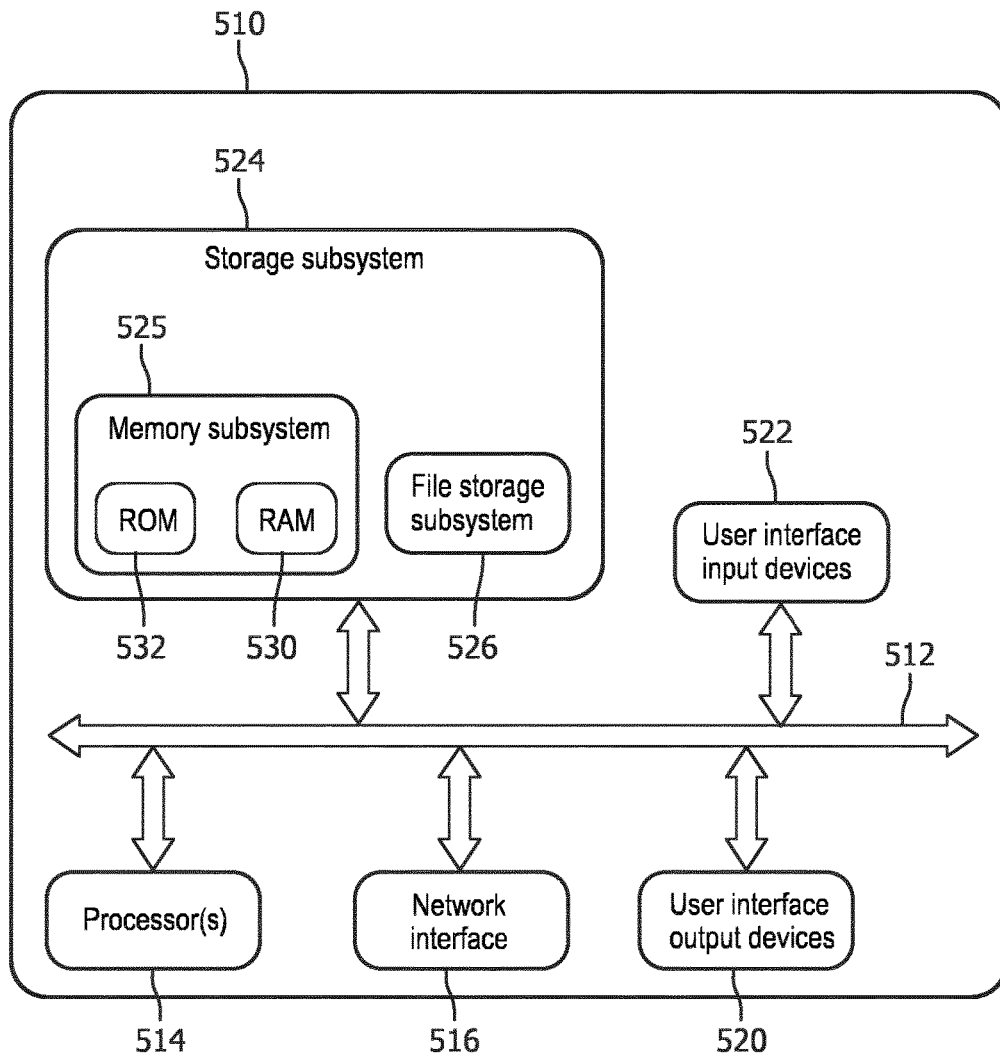 510
524
Storage subsystem
525
Memory subsystem
ROM
RAM
File storage
subsystem
532
530
526
522
User interface
input devices
512
Processor(s)
Network
interface
User interface
output devices
514
516
520